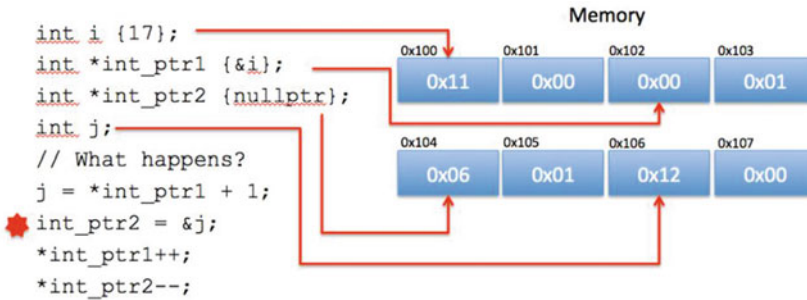 Memory
int i {17};
int *int_ptr1 {&i};
int *int_ptr2 {nullptr};
int j;
// What happens?
j = *int_ptr1 + 1;
int_ptr2 = &j;
*int_ptr1++;
*int_ptr2--;
0x100 0x101 0x102 0x103
0x11 0x00 0x00 0x01
0x104 0x105 0x106 0x107
0x06 0x01 0x12 0x00